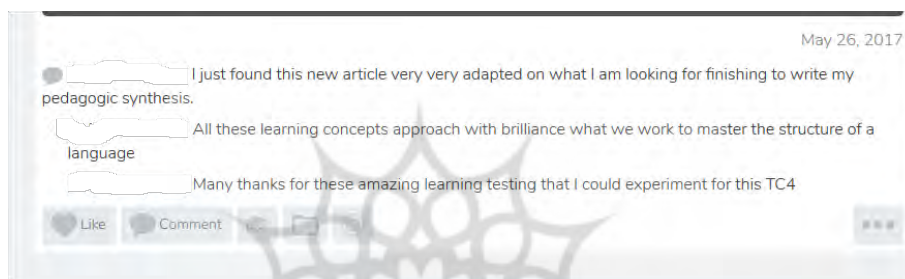 May 26, 2017
I just found this new article very very adapted on what I am looking for finishing to write my
pedagogic synthesis.
All these learning concepts approach with brilliance what we work to master the structure of a
language
Many thanks for these amazing learning testing that I could experiment for this TC4
Like Comment